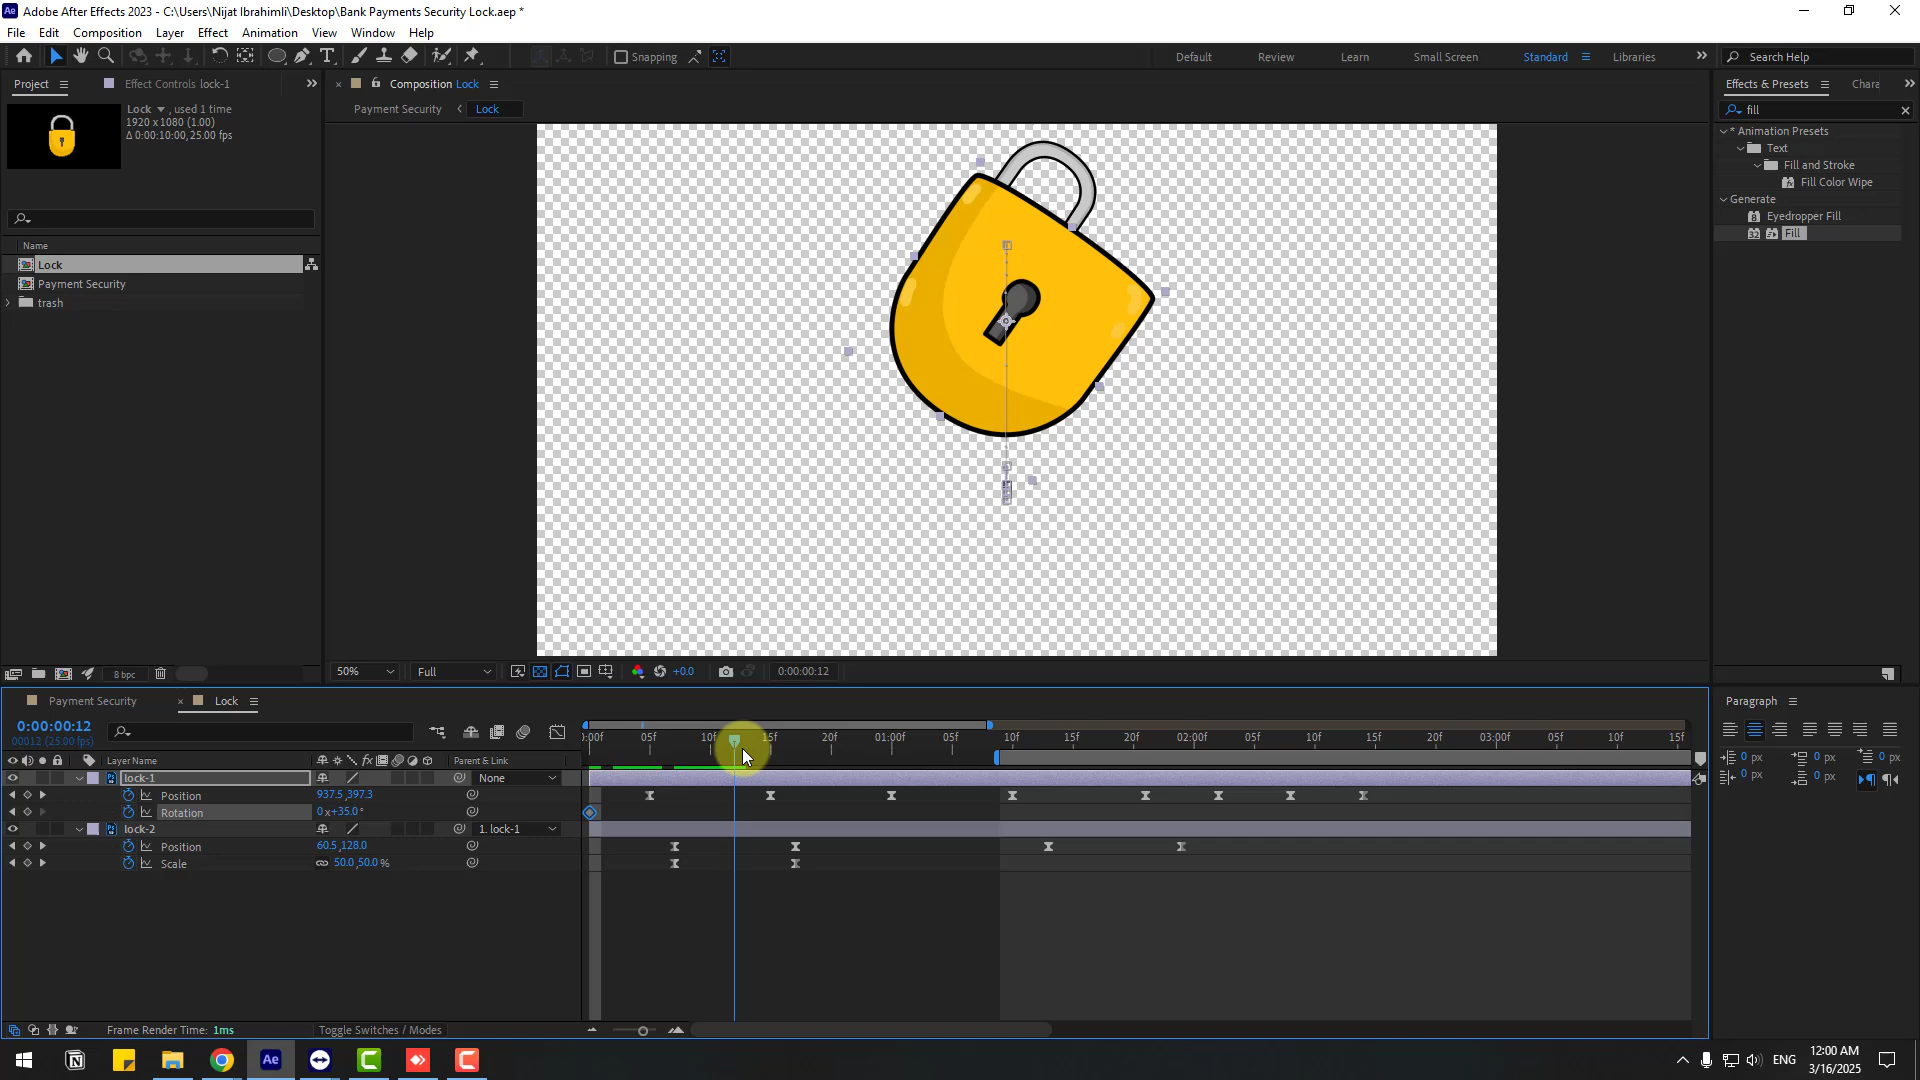 Adobe After Effects 2023 - C:\Users\Nijat Ibrahimli\Desktop\Bank Payments Security Lock.aep *
File Edit Composition Layer Effect Animation View Window Help
Snapping
Default Review Learn Small Screen Standard Libraries Search Help
Project Effect Controls lock-1
Composition Lock
Effects & Presets Chara
Lock, used 1 time
1920 x 1080 (1.00)
Δ 0:00:10:00, 25.00 fps
Payment Security Lock
fill
* Animation Presets
Text
Fill and Stroke
Fill Color Wipe
Generate
Eyedropper Fill
Fill
Name
Lock
Payment Security
trash
8 bpc
50% Full +0.0 0:00:00:12
Payment Security Lock
Paragraph
0:00:00:12
00012 (25.00 fps)
:00f 05f 10f 15f 20f 01:00f 05f 10f 15f 20f 02:00f 05f 10f 15f 20f 03:00f 05f 10f 15f
Layer Name Parent & Link
lock-1 None
Position 937.5,397.3
Rotation 0x+35.0°
lock-2 1. lock-1
Position 60.5,128.0
Scale 50.0,50.0%
0 px 0 px 0 px
0 px 0 px
Frame Render Time: 1ms Toggle Switches / Modes
ENG
12:00 AM
3/16/2025